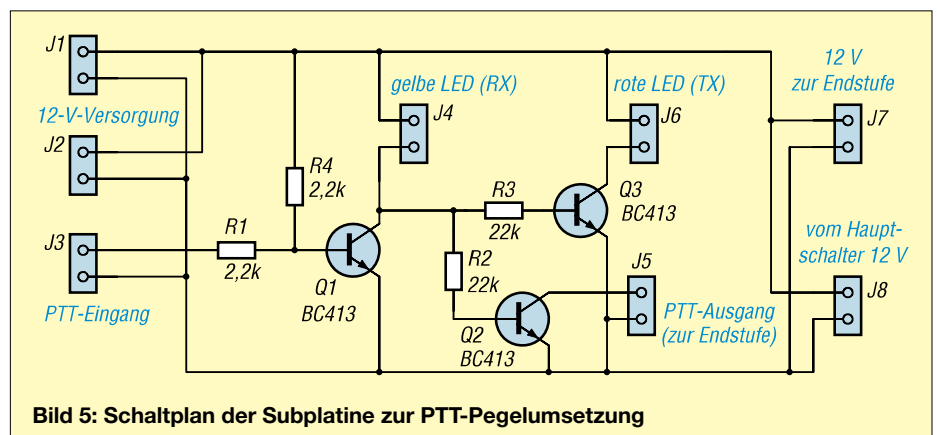 J1
12-V-Versorgung
J2
J3
PTT-Eingang
R1
2,2k
R4
2,2k
Q1
BC413
gelbe LED (RX)
J4
R3
22k
R2
22k
Q2
BC413
rote LED (TX)
J6
Q3
BC413
J5
PTT-Ausgang
(zur Endstufe)
12 V
zur Endstufe
J7
vom Haupt-
schalter 12 V
J8
Bild 5: Schaltplan der Subplatine zur PTT-Pegelumsetzung